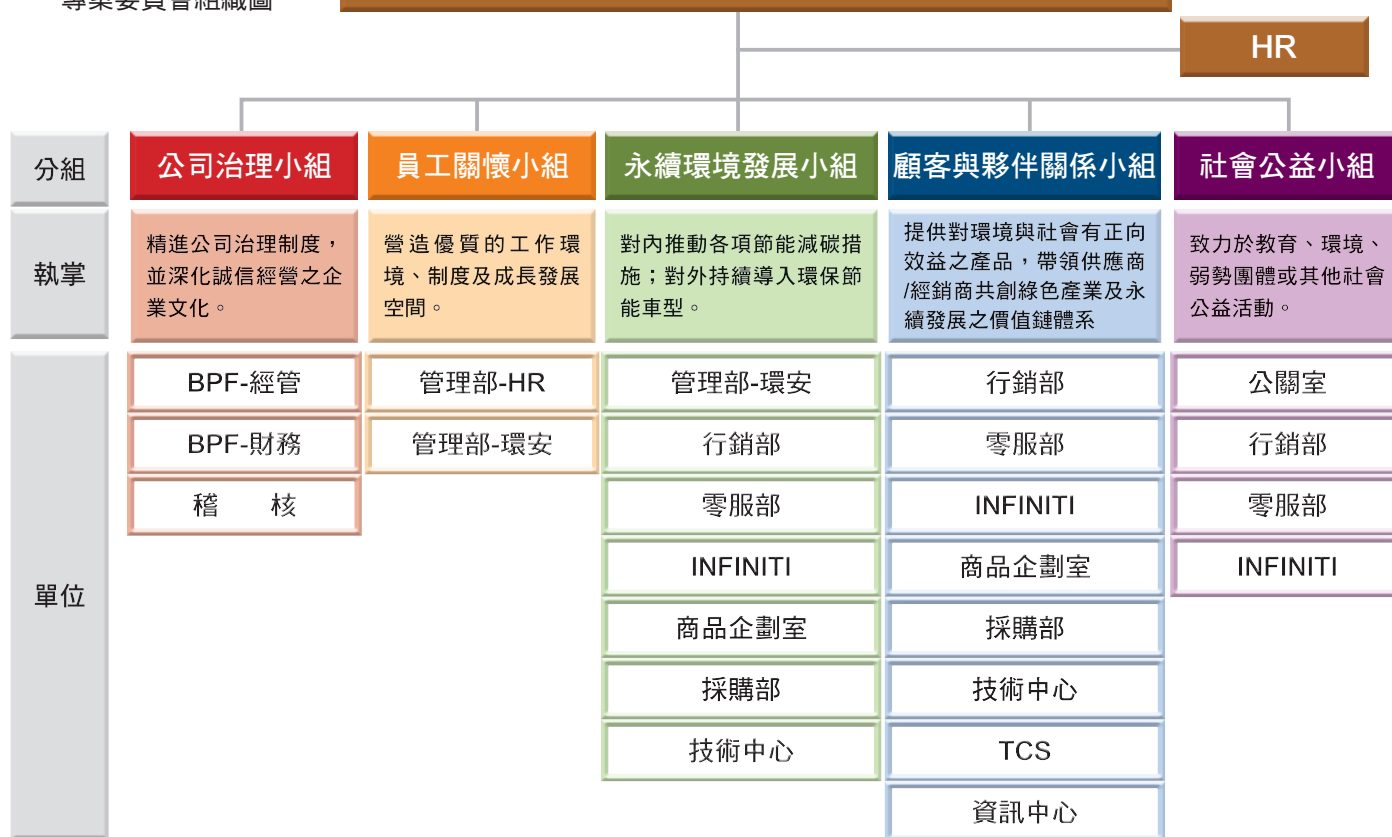 專案委員會組織圖
HR
分組
公司治理小組
員工關懷小組
永續環境發展小組
顧客與夥伴關係小組
社會公益小組
執掌
精進公司治理制度，
並深化誠信經營之企
業文化。
營造優質的工作環
境、制度及成長發展
空間。
對內推動各項節能減碳措
施；對外持續導入環保節
能車型。
提供對環境與社會有正向
效益之產品，帶領供應商
/經銷商共創綠色產業及永
續發展之價值鏈體系
致力於教育、環境、
弱勢團體或其他社會
公益活動。
單位
BPF-經管
BPF-財務
稽　　核
管理部-HR
管理部-環安
管理部-環安
行銷部
零服部
INFINITI
商品企劃室
採購部
技術中心
行銷部
零服部
INFINITI
商品企劃室
採購部
技術中心
TCS
資訊中心
公關室
行銷部
零服部
INFINITI